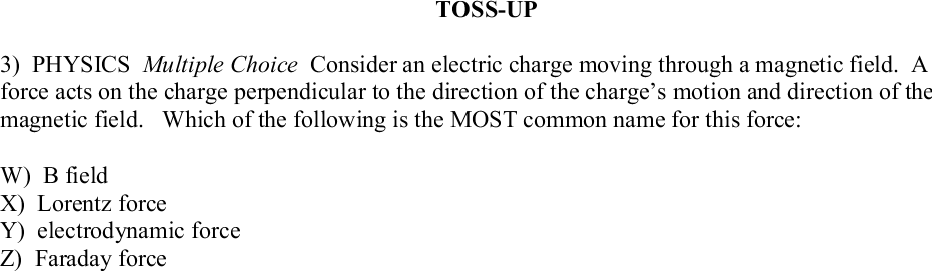 TOSS-UP
3) PHYSICS Multiple Choice Consider an electric charge moving through a magnetic field. A
force acts on the charge perpendicular to the direction of the charge's motion and direction of the
magnetic field. Which of the following is the MOST common name for this force:
W) B field
X) Lorentz force
Y) electrodynamic force
Z) Faraday force